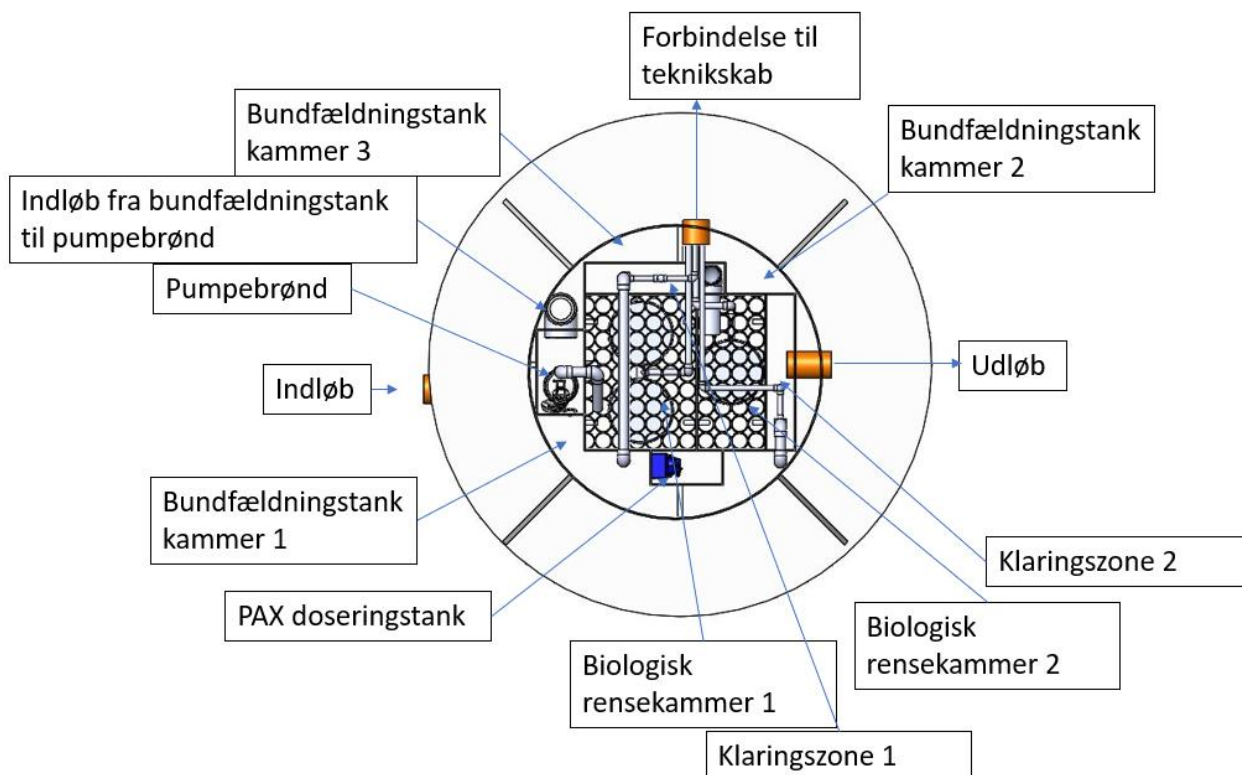 Forbindelse til
teknikskab
Bundfældningstank
kammer 3
Bundfældningstank
kammer 2
Indløb fra bundfældningstank
til pumpebrønd
Pumpebrønd
Indløb
Udløb
Bundfældningstank
kammer 1
Klaringszone 2
PAX doseringstank
Biologisk
rensekammer 2
Biologisk
rensekammer 1
Klaringszone 1